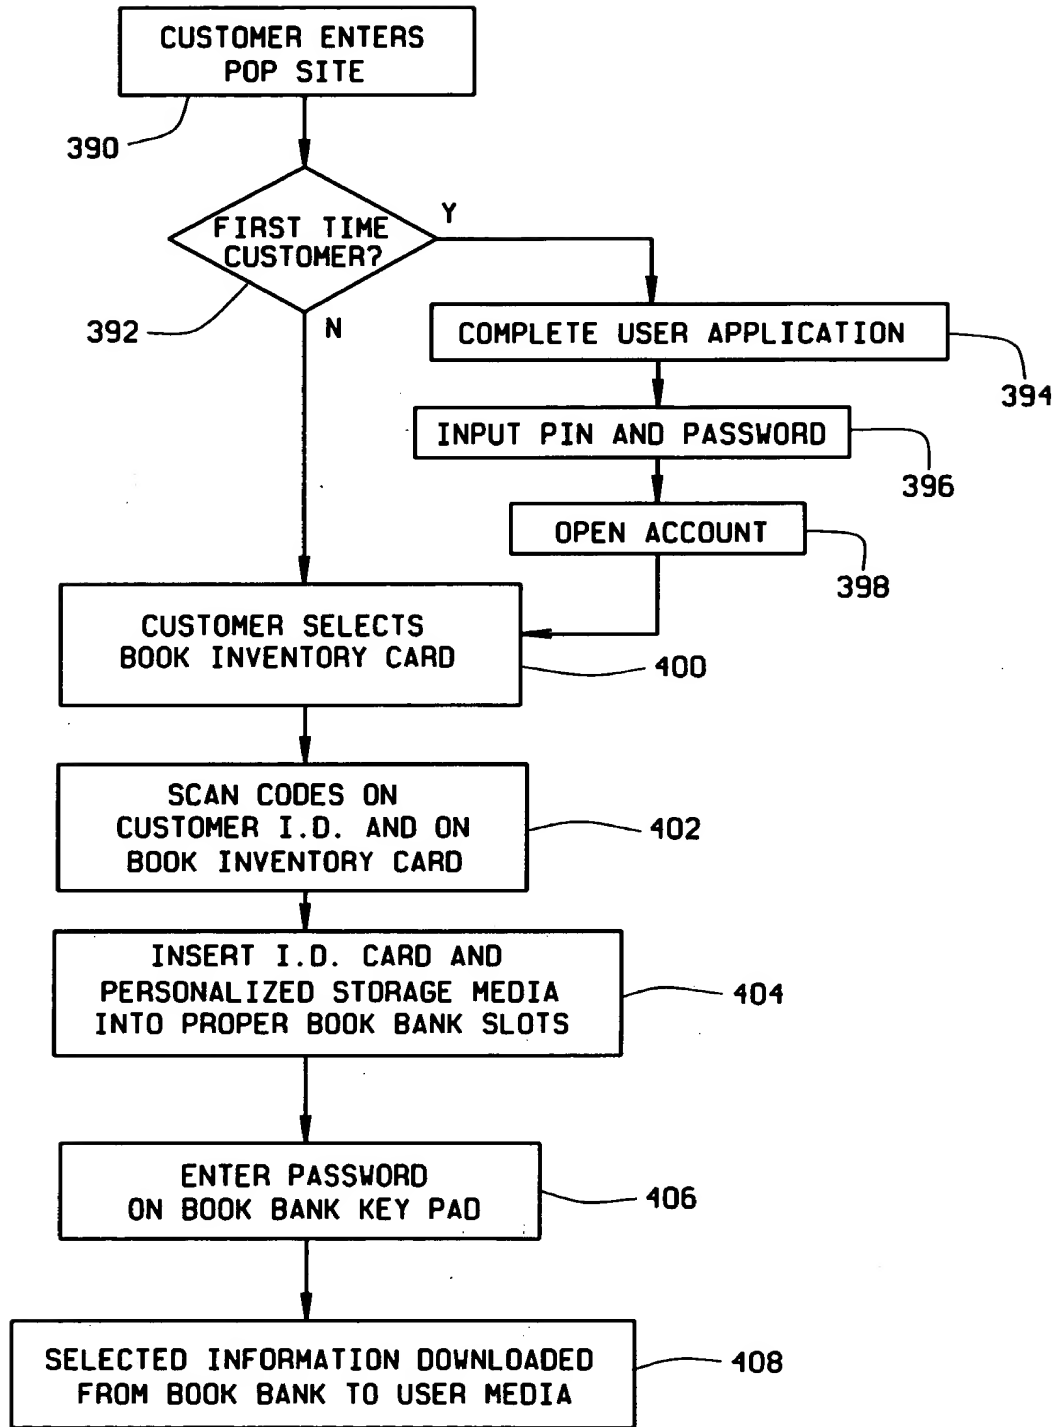 CUSTOMER ENTERS
POP SITE
390
FIRST TIME
CUSTOMER?
Y
392
N
COMPLETE USER APPLICATION
394
INPUT PIN AND PASSWORD
396
OPEN ACCOUNT
398
CUSTOMER SELECTS
BOOK INVENTORY CARD
400
SCAN CODES ON
CUSTOMER I.D. AND ON
BOOK INVENTORY CARD
402
INSERT I.D. CARD AND
PERSONALIZED STORAGE MEDIA
INTO PROPER BOOK BANK SLOTS
404
ENTER PASSWORD
ON BOOK BANK KEY PAD
406
SELECTED INFORMATION DOWNLOADED
FROM BOOK BANK TO USER MEDIA
408